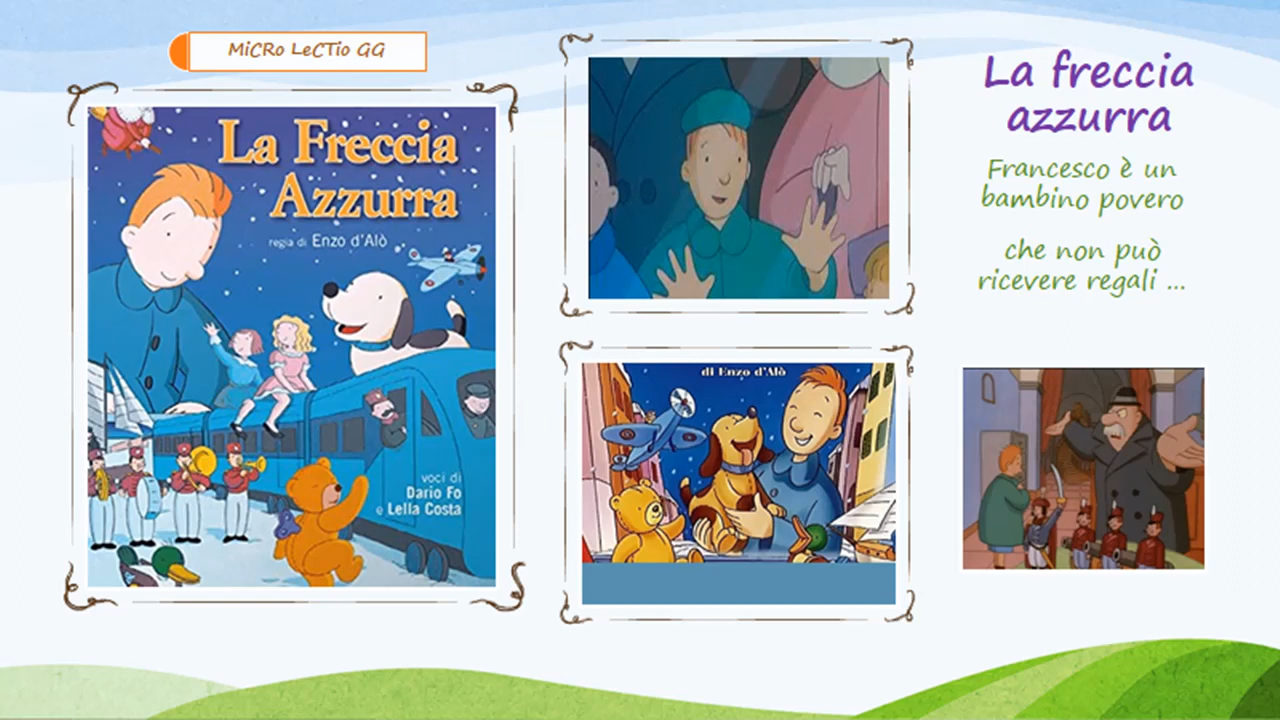 MiCRo LeCTio GG
La Freccia
Azzurra
regia di Enzo d'Alò
voci di
Dario Fo
e Lella Costa
di Enzo d'Alò
La freccia
azzurra
Francesco è un
bambino povero
che non può
ricevere regali ...